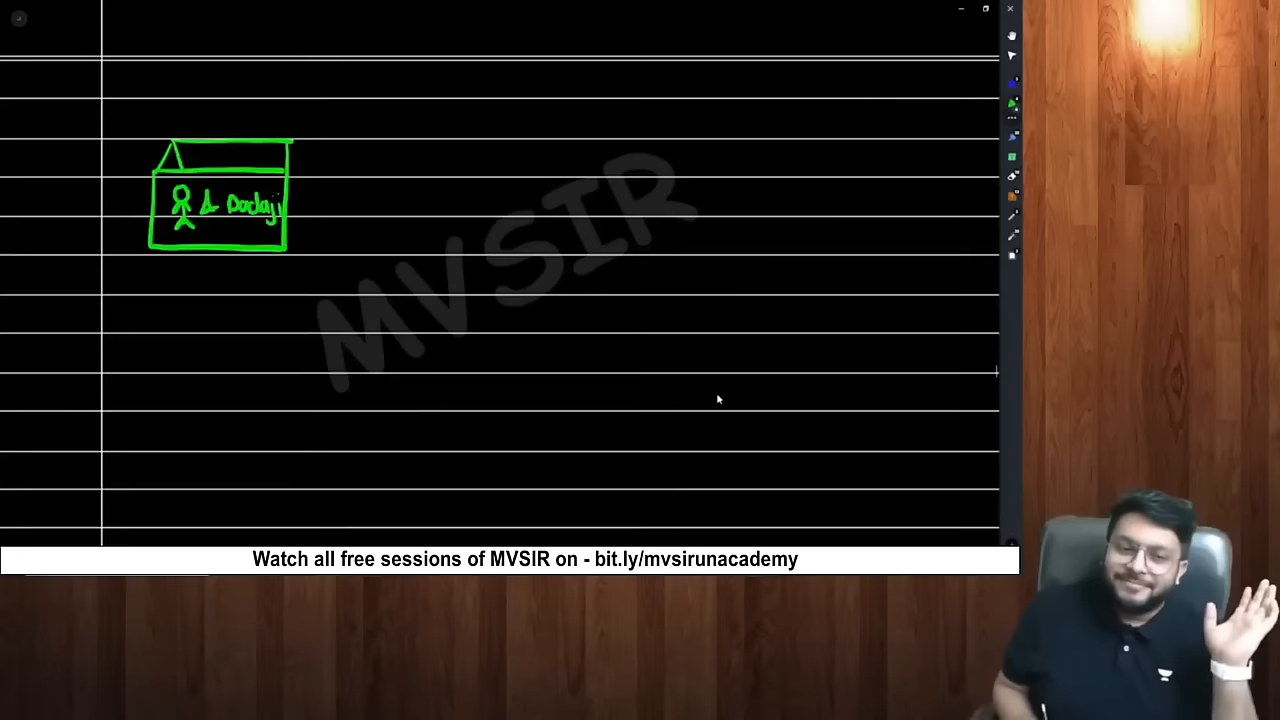 Dadaji
MVSIR
Watch all free sessions of MVSIR on - bit.ly/mvsirunacademy